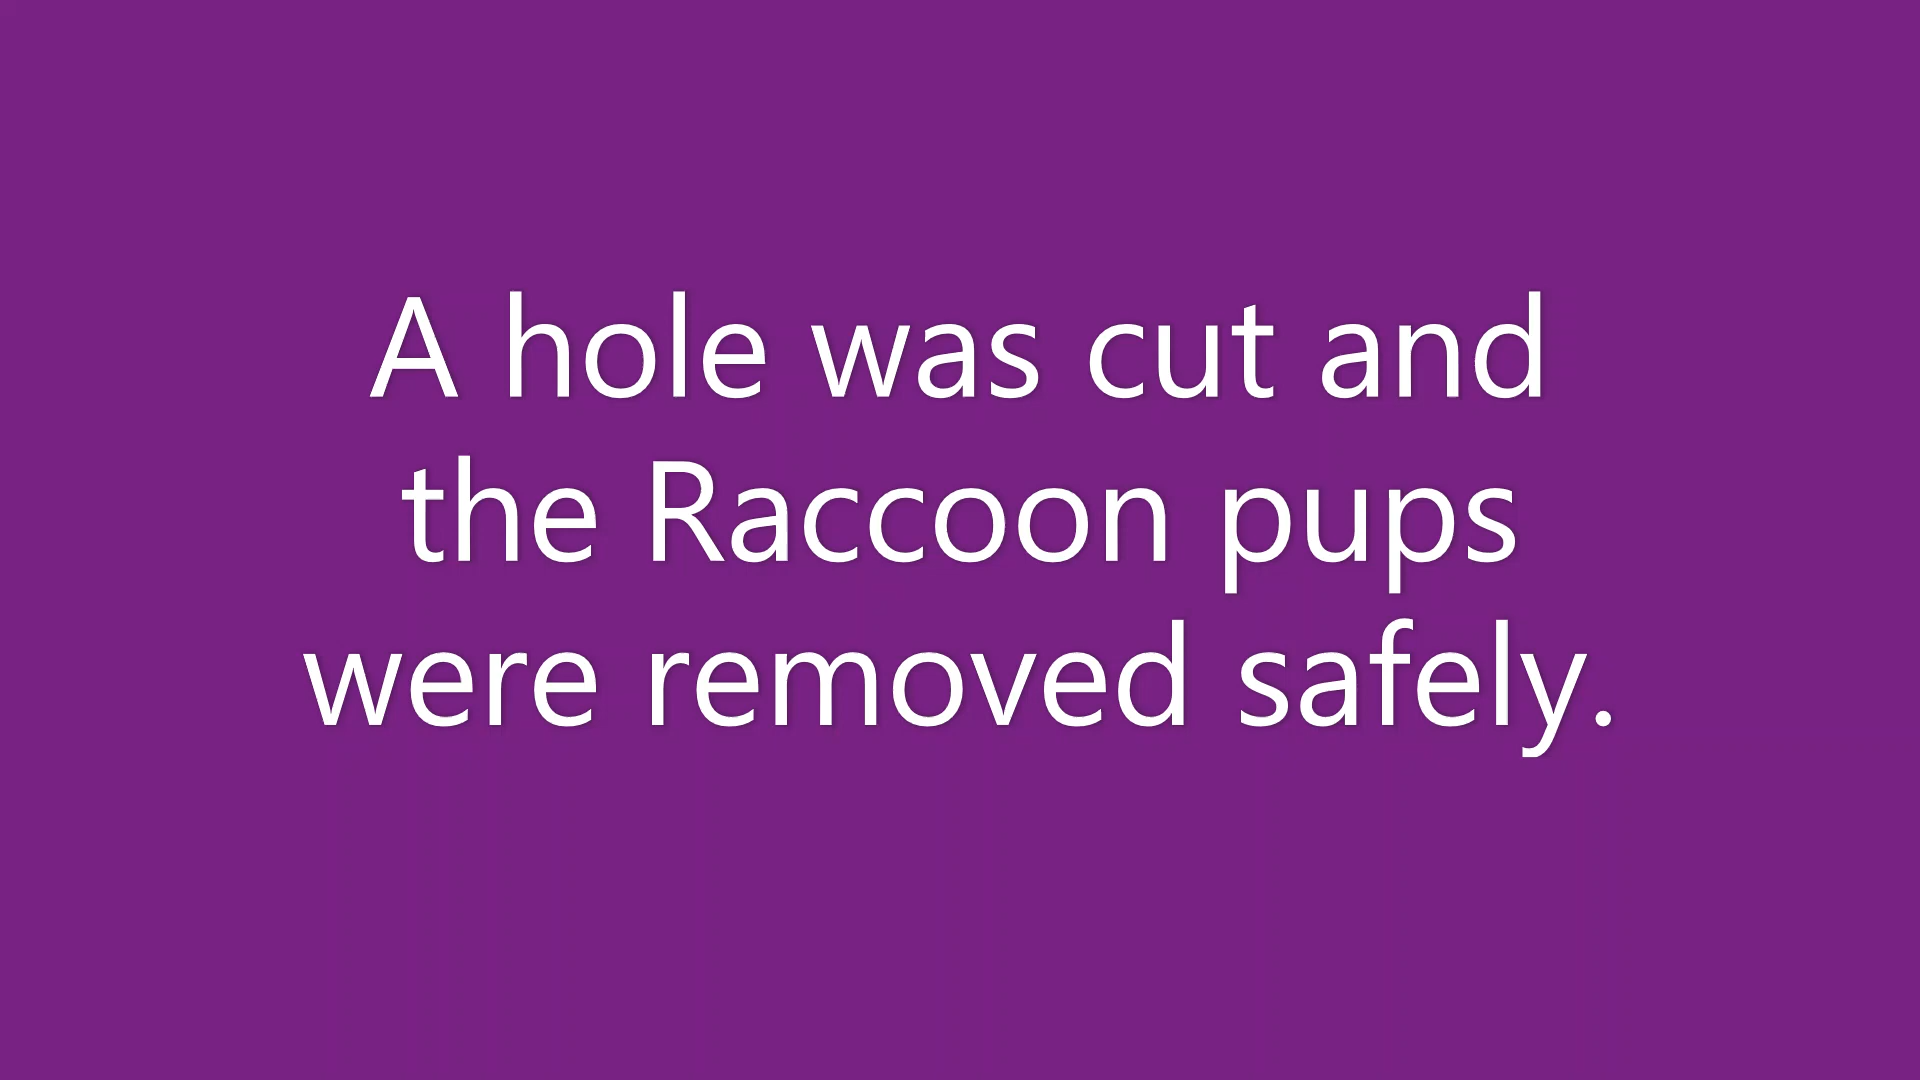 A hole was cut and
the Raccoon pups
were removed safely.